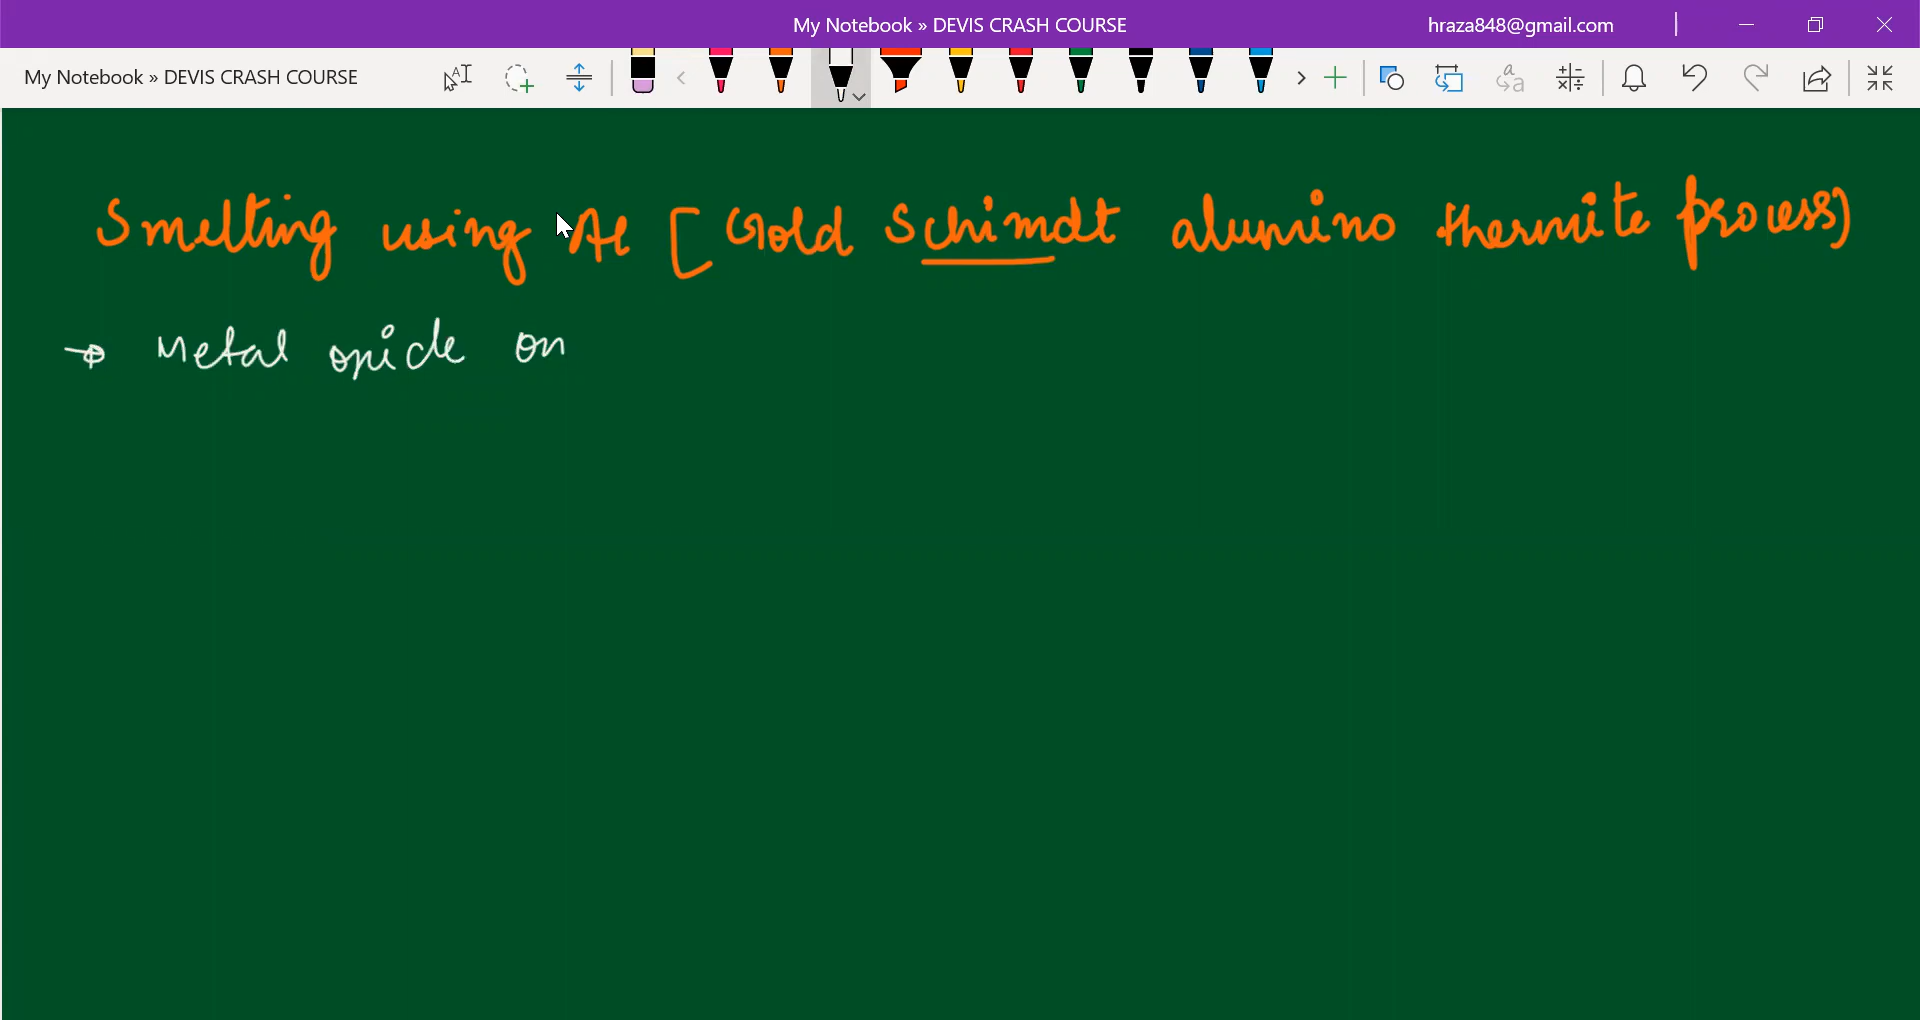 My Notebook » DEVIS CRASH COURSE
hraza848@gmail.com
My Notebook » DEVIS CRASH COURSE
Smelting using Al [Gold Schimdt alumino thermite process)
→ Metal oxide on